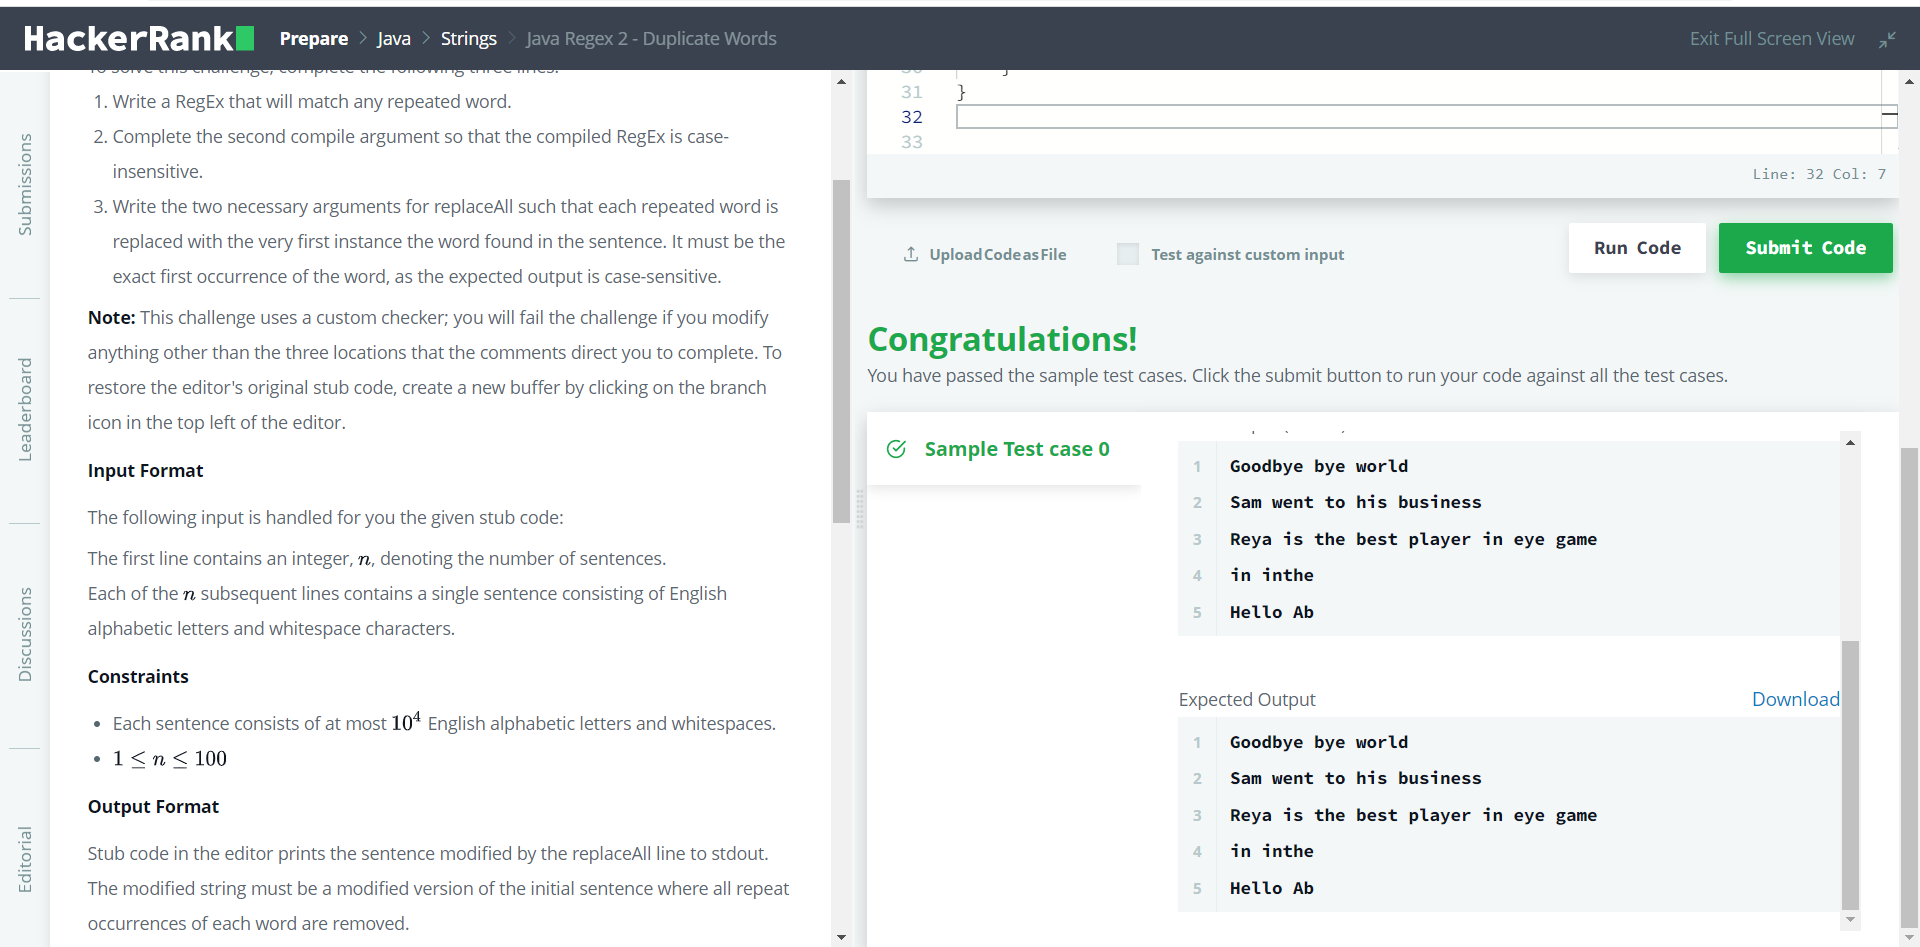 HackerRank Prepare > Java > Strings > Java Regex 2 - Duplicate Words Exit Full Screen View
Submissions
Leaderboard
Discussions
Editorial
To solve this challenge, complete the following three lines:
1. Write a RegEx that will match any repeated word.
2. Complete the second compile argument so that the compiled RegEx is case-
insensitive.
3. Write the two necessary arguments for replaceAll such that each repeated word is
replaced with the very first instance the word found in the sentence. It must be the
exact first occurrence of the word, as the expected output is case-sensitive.
Note: This challenge uses a custom checker; you will fail the challenge if you modify
anything other than the three locations that the comments direct you to complete. To
restore the editor's original stub code, create a new buffer by clicking on the branch
icon in the top left of the editor.
Input Format
The following input is handled for you the given stub code:
The first line contains an integer, n, denoting the number of sentences.
Each of the n subsequent lines contains a single sentence consisting of English
alphabetic letters and whitespace characters.
Constraints
• Each sentence consists of at most 10⁴ English alphabetic letters and whitespaces.
• 1 ≤ n ≤ 100
Output Format
Stub code in the editor prints the sentence modified by the replaceAll line to stdout.
The modified string must be a modified version of the initial sentence where all repeat
occurrences of each word are removed.
30 }
31 }
32
33
Line: 32 Col: 7
Upload Code as File Test against custom input Run Code Submit Code
Congratulations!
You have passed the sample test cases. Click the submit button to run your code against all the test cases.
Sample Test case 0
1 Goodbye bye world
2 Sam went to his business
3 Reya is the best player in eye game
4 in inthe
5 Hello Ab
Expected Output Download
1 Goodbye bye world
2 Sam went to his business
3 Reya is the best player in eye game
4 in inthe
5 Hello Ab